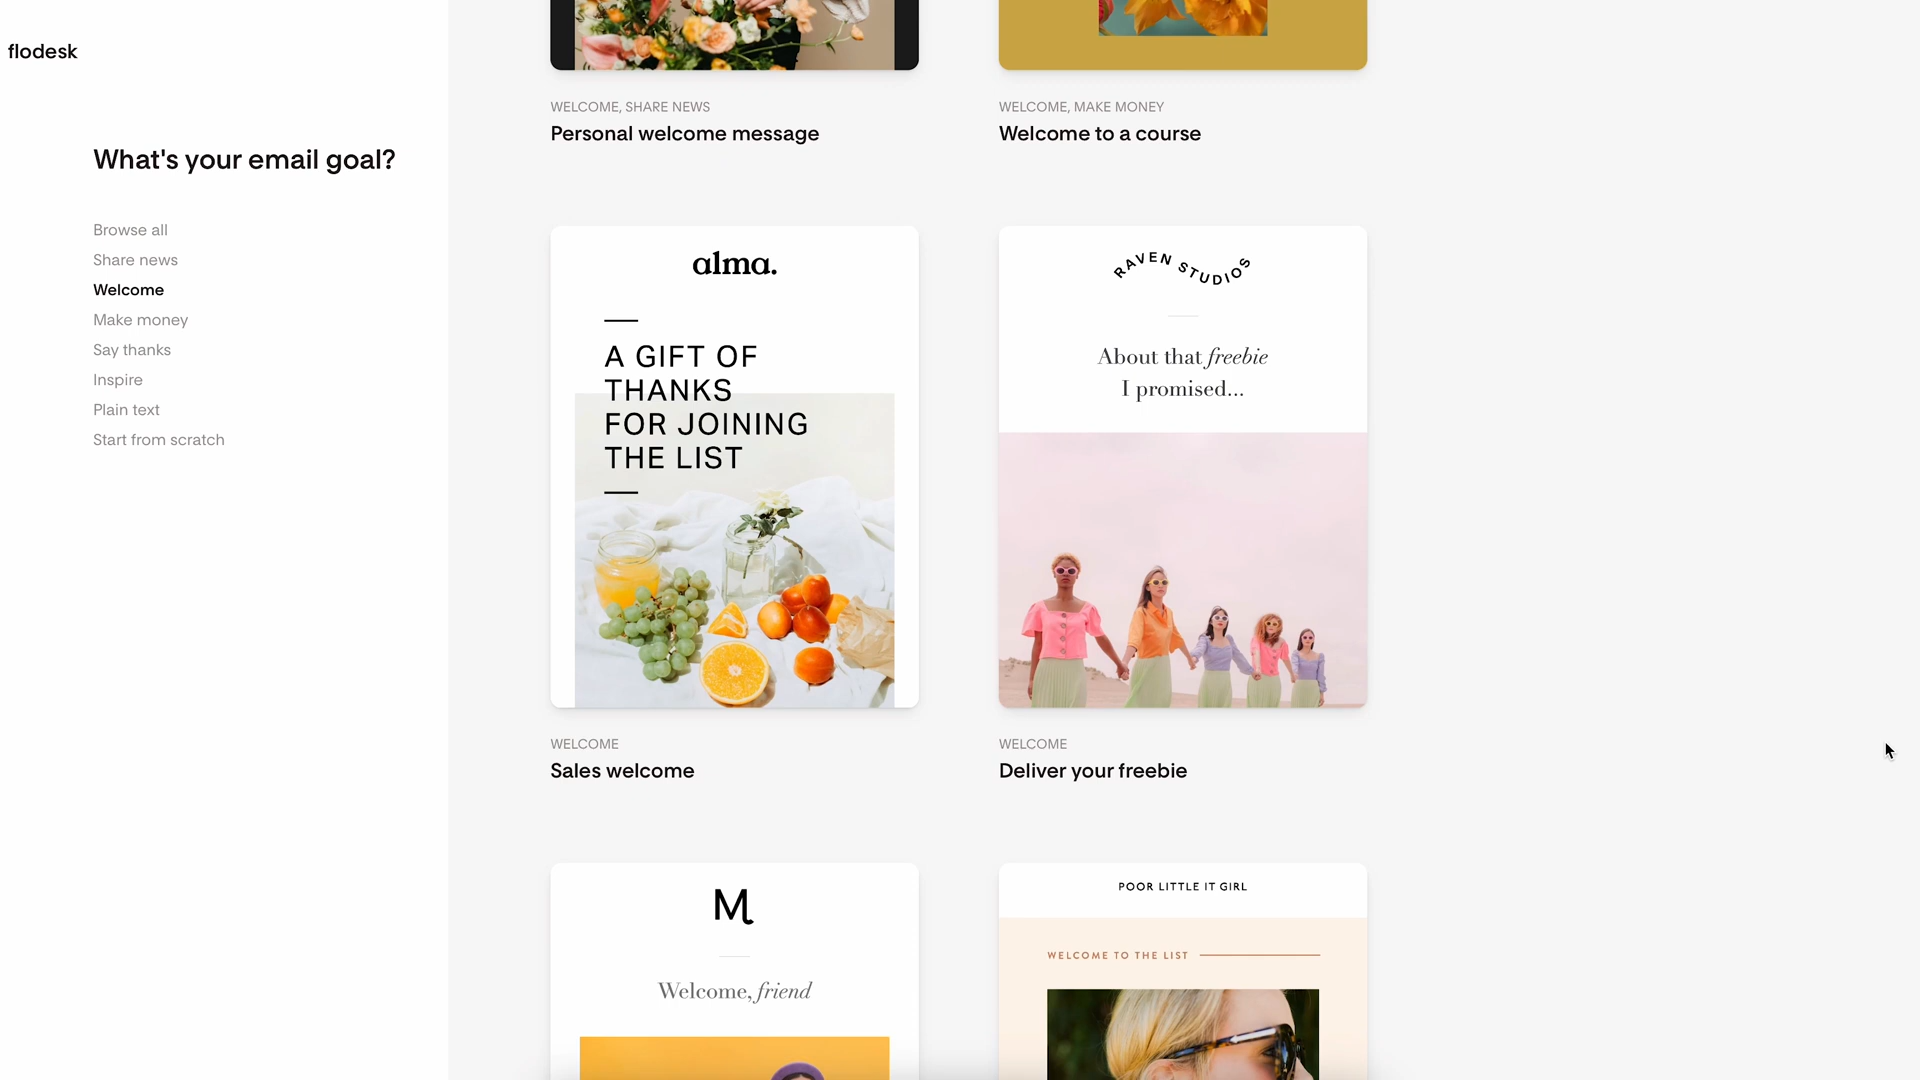 flodesk
What's your email goal?
Browse all
Share news
Welcome
Make money
Say thanks
Inspire
Plain text
Start from scratch
WELCOME, SHARE NEWS
Personal welcome message
WELCOME, MAKE MONEY
Welcome to a course
alma.
A GIFT OF
THANKS
FOR JOINING
THE LIST
WELCOME
Sales welcome
RAVEN STUDIOS
About that freebie
I promised...
WELCOME
Deliver your freebie
M
Welcome, friend
POOR LITTLE IT GIRL
WELCOME TO THE LIST